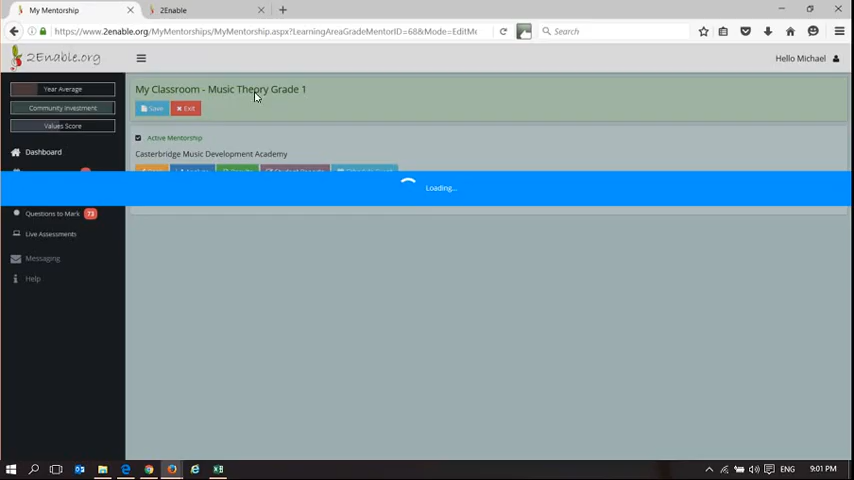 My Mentorship
2Enable
https://www.2enable.org/MyMentorships/MyMentorship.aspx?LearningAreaGradeMentorID=68&Mode=EditMe
Search
2Enable.org
Hello Michael
Year Average
Community Investment
Values Score
Dashboard
My Classroom - Music Theory Grade 1
Save
Exit
Active Mentorship
Casterbridge Music Development Academy
Student Reports
Loading...
Questions to Mark 73
Live Assessments
Messaging
Help
ENG
9:01 PM